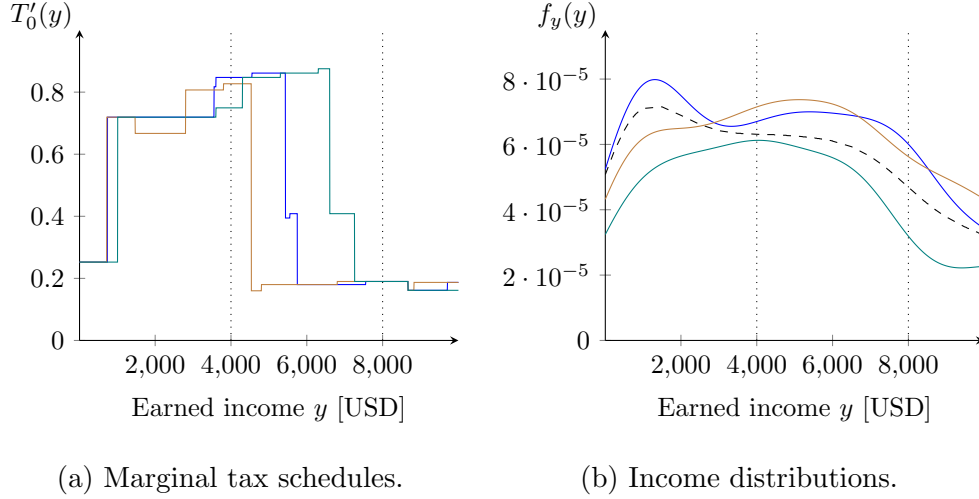 T′₀(y)
0.8
0.6
0.4
0.2
0
2,000 4,000 6,000 8,000
Earned income y [USD]
(a) Marginal tax schedules.
f_y(y)
8 · 10⁻⁵
6 · 10⁻⁵
4 · 10⁻⁵
2 · 10⁻⁵
0
2,000 4,000 6,000 8,000
Earned income y [USD]
(b) Income distributions.